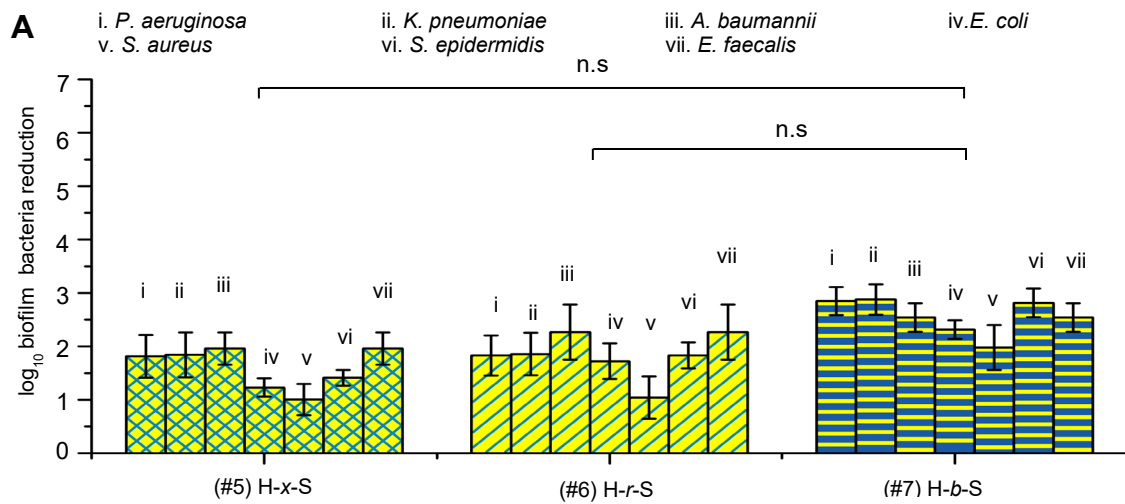 A
i. P. aeruginosa ii. K. pneumoniae iii. A. baumannii iv.E. coli
v. S. aureus vi. S. epidermidis vii. E. faecalis
n.s
n.s
log10 biofilm bacteria reduction
7
6
5
4
3
2
1
0
i ii iii iv v vi vii
i ii iii iv v vi vii
i ii iii iv v vi vii
(#5) H-x-S (#6) H-r-S (#7) H-b-S